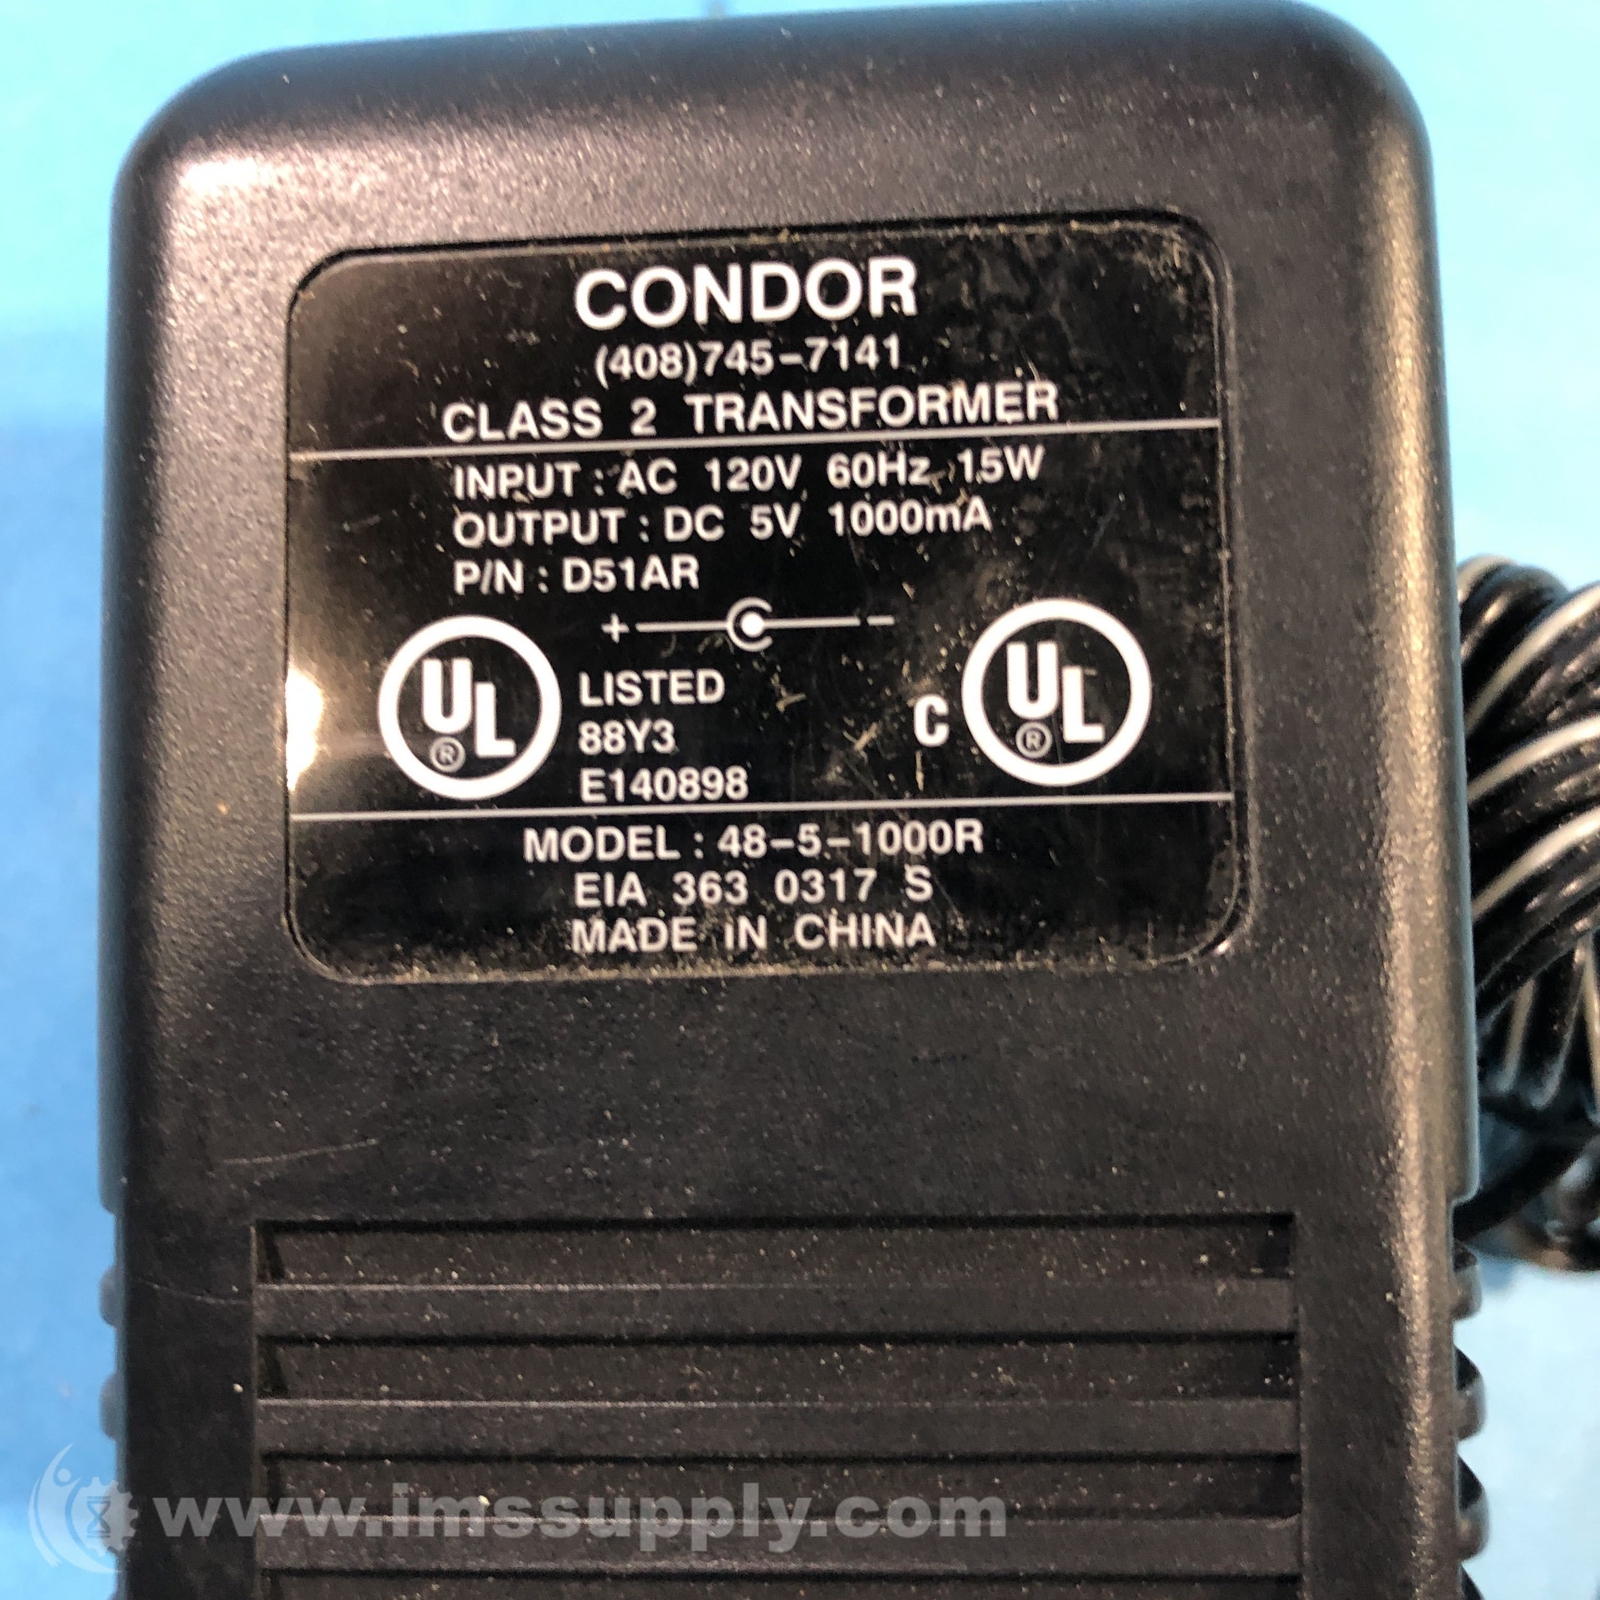 CONDOR
(408)745-7141
CLASS 2 TRANSFORMER
INPUT : AC 120V 60Hz 15W
OUTPUT : DC 5V 1000mA
P/N : D51AR
+ -
UL ® LISTED
88Y3
E140898
C UL ®
MODEL : 48-5-1000R
EIA 363 0317 S
MADE IN CHINA
www.imssupply.com